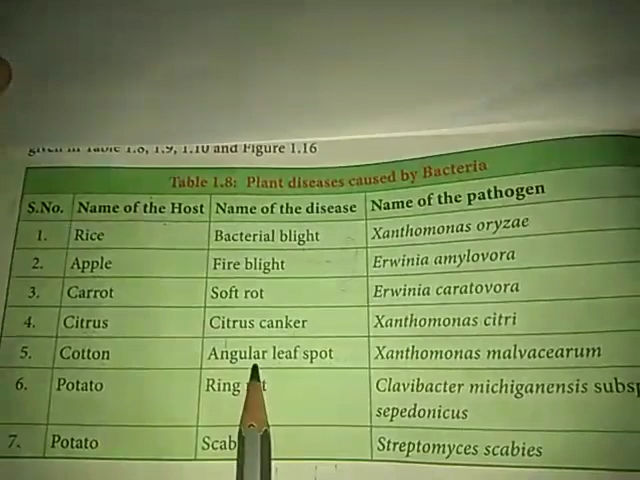 given in Table 1.8, 1.9, 1.10 and Figure 1.16
Table 1.8: Plant diseases caused by Bacteria
S.No. Name of the Host Name of the disease Name of the pathogen
1. Rice Bacterial blight Xanthomonas oryzae
2. Apple Fire blight Erwinia amylovora
3. Carrot Soft rot Erwinia caratovora
4. Citrus Citrus canker Xanthomonas citri
5. Cotton Angular leaf spot Xanthomonas malvacearum
6. Potato Ring Clavibacter michiganensis subsp
sepedonicus
7. Potato Scab Streptomyces scabies